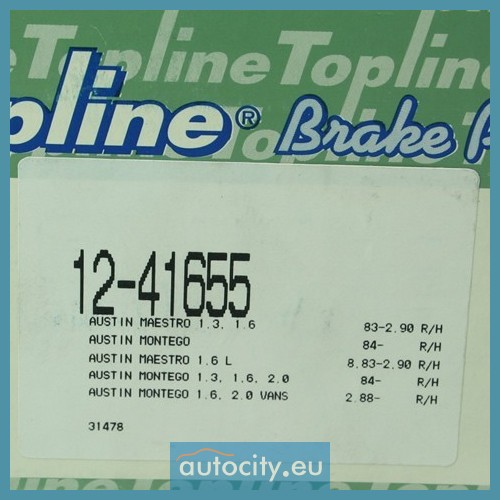 Topline Topline
Topline® Brake P
Topline
12-41655
AUSTIN MAESTRO 1.3, 1.6 83-2.90 R/H
AUSTIN MONTEGO 84- R/H
AUSTIN MAESTRO 1.6 L 8.83-2.90 R/H
AUSTIN MONTEGO 1.3, 1.6, 2.0 84- R/H
AUSTIN MONTEGO 1.6, 2.0 VANS 2.88- R/H
31478
Topline
autocity.eu